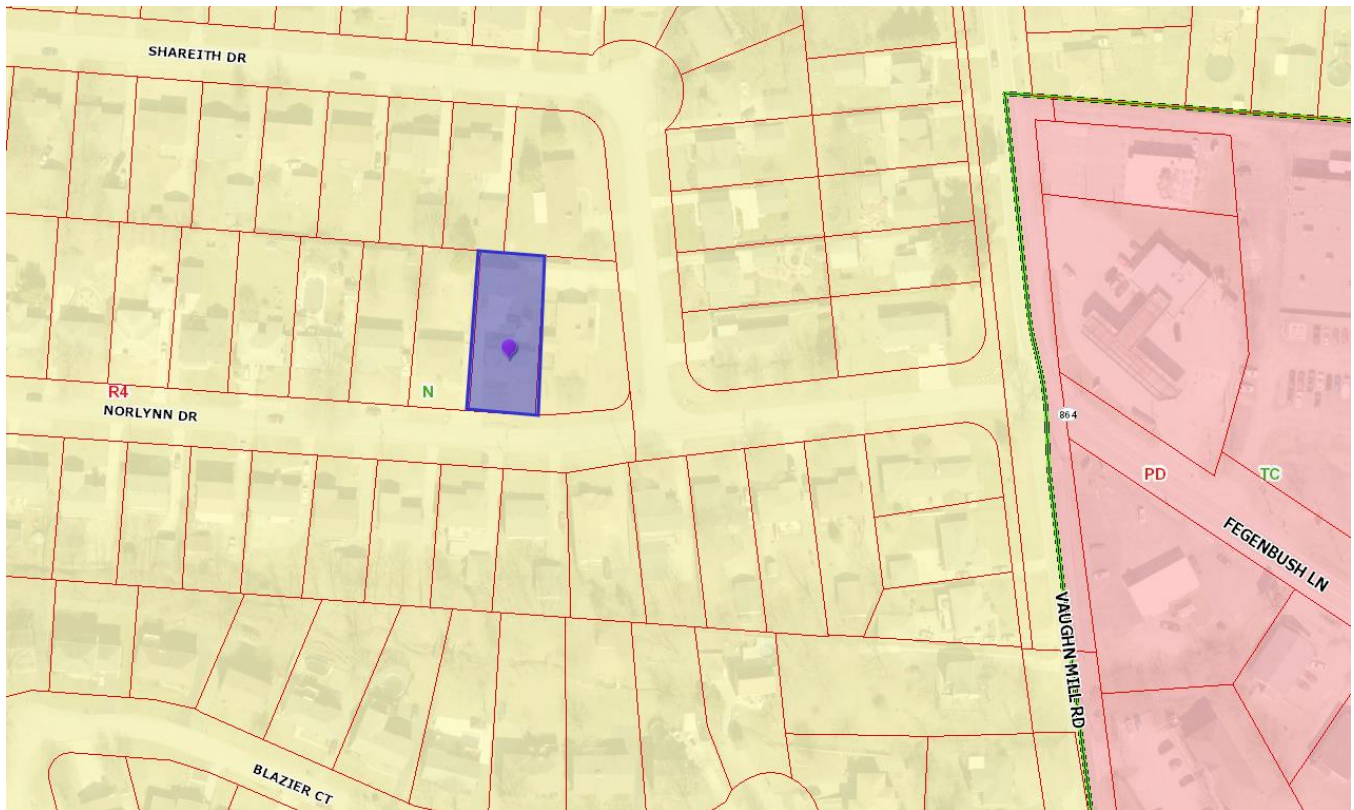 SHAREITH DR
R4
N
NORLYNN DR
864
PD
TC
FEGENBUSH LN
VAUGHN MILL RD
BLAZIER CT